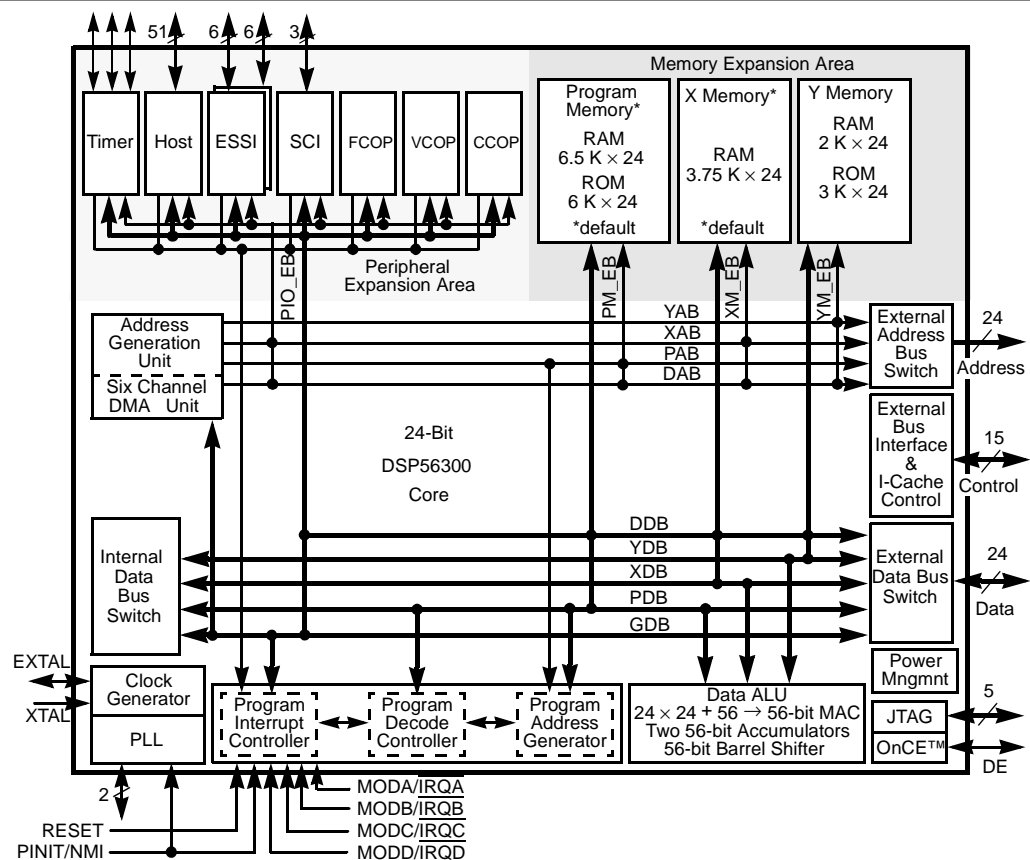 51
6
6
3
Memory Expansion Area
Timer
Host
ESSI
SCI
FCOP
VCOP
CCOP
Program
Memory*
RAM
6.5 K × 24
ROM
6 K × 24
*default
X Memory*
RAM
3.75 K × 24
*default
Y Memory
RAM
2 K × 24
ROM
3 K × 24
Peripheral
Expansion Area
PIO_EB
PM_EB
XM_EB
YM_EB
Address
Generation
Unit
Six Channel
DMA Unit
YAB
XAB
PAB
DAB
External
Address
Bus
Switch
24
Address
24-Bit
DSP56300
Core
External
Bus
Interface
&
I-Cache
Control
15
Control
Internal
Data
Bus
Switch
DDB
YDB
XDB
PDB
GDB
External
Data Bus
Switch
24
Data
EXTAL
XTAL
Clock
Generator
PLL
2
Program
Interrupt
Controller
Program
Decode
Controller
Program
Address
Generator
Data ALU
24 × 24 + 56 → 56-bit MAC
Two 56-bit Accumulators
56-bit Barrel Shifter
Power
Mngmnt
JTAG
5
OnCE™
DE
MODA/IRQA
MODB/IRQB
MODC/IRQC
MODD/IRQD
RESET
PINIT/NMI